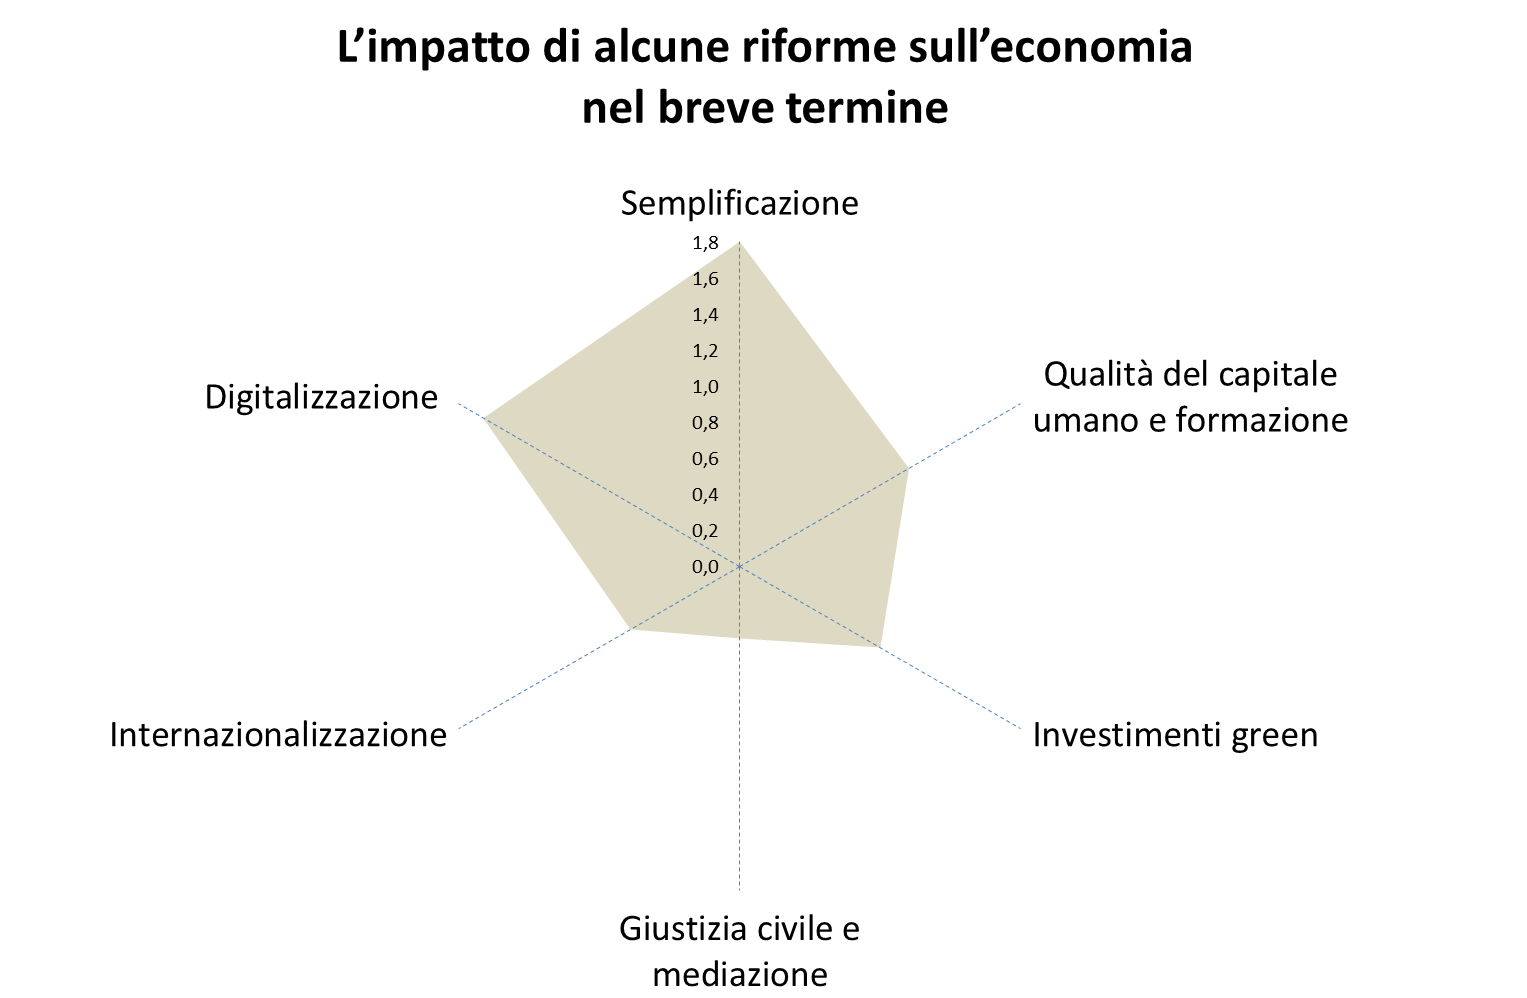 L’impatto di alcune riforme sull’economia
nel breve termine
Semplificazione
1,8
1,6
1,4
1,2
1,0
0,8
0,6
0,4
0,2
0,0
Qualità del capitale
umano e formazione
Digitalizzazione
Internazionalizzazione
Investimenti green
Giustizia civile e
mediazione